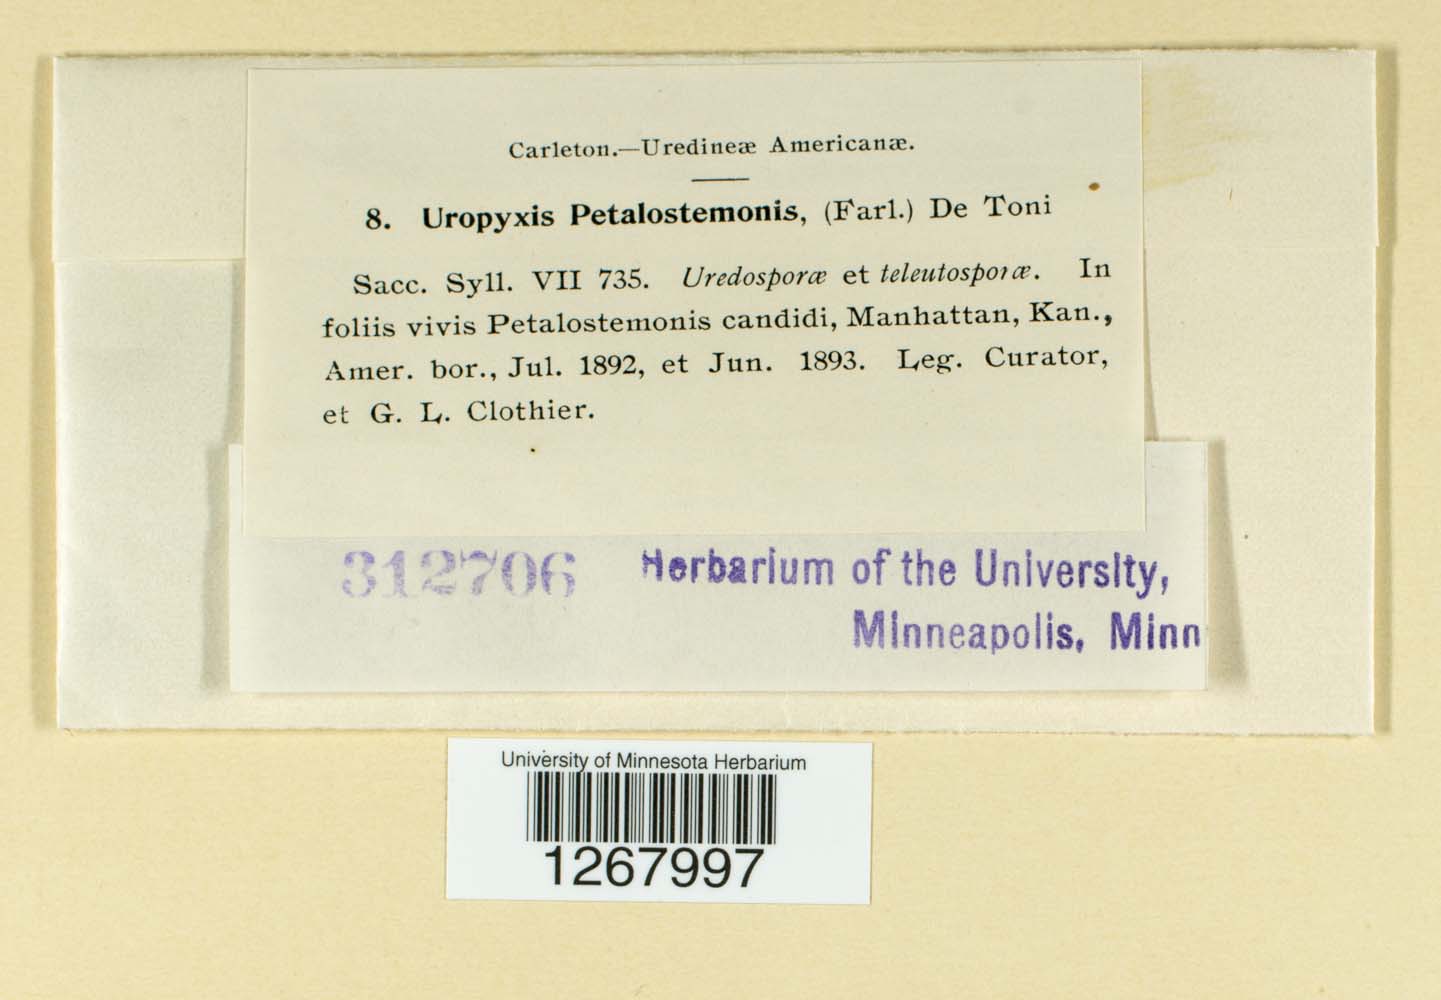 Carleton.—Uredineæ Americanæ.
8. Uropyxis Petalostemonis, (Farl.) De Toni
Sacc. Syll. VII 735. Uredosporæ et teleutosporæ. In
foliis vivis Petalostemonis candidi, Manhattan, Kan.,
Amer. bor., Jul. 1892, et Jun. 1893. Leg. Curator,
et G. L. Clothier.
312706 Herbarium of the University,
Minneapolis, Minn
University of Minnesota Herbarium
1267997